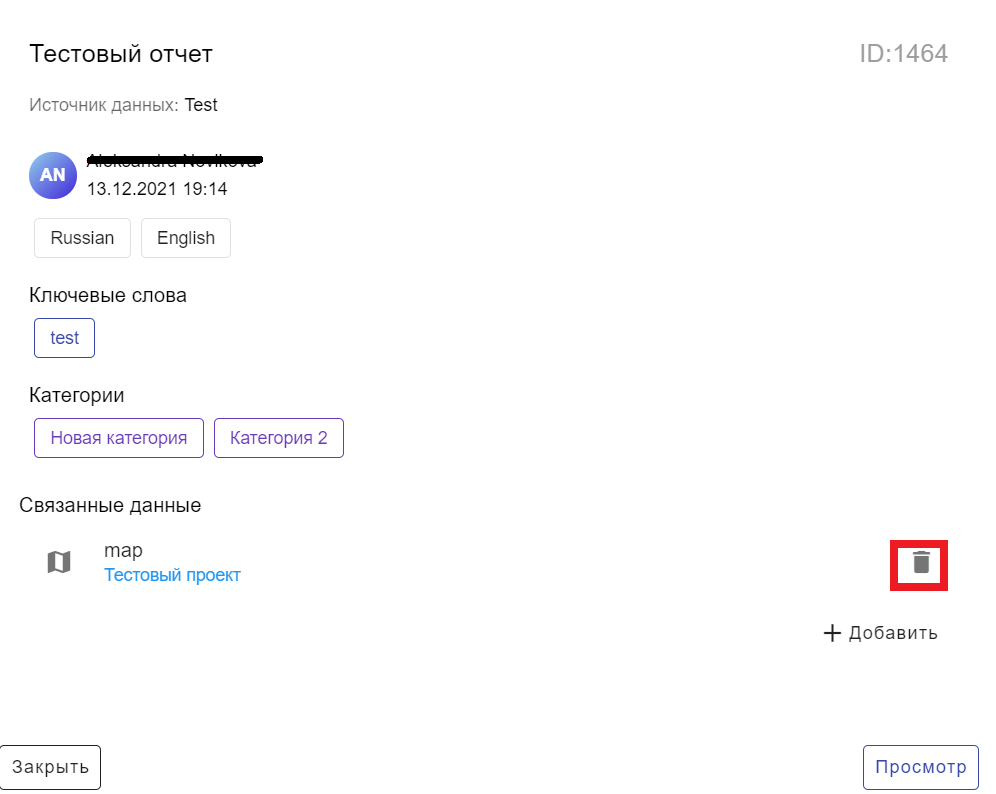 Тестовый отчет
ID:1464
Источник данных: Test
AN
13.12.2021 19:14
Russian
English
Ключевые слова
test
Категории
Новая категория
Категория 2
Связанные данные
map
Тестовый проект
Добавить
Закрыть
Просмотр